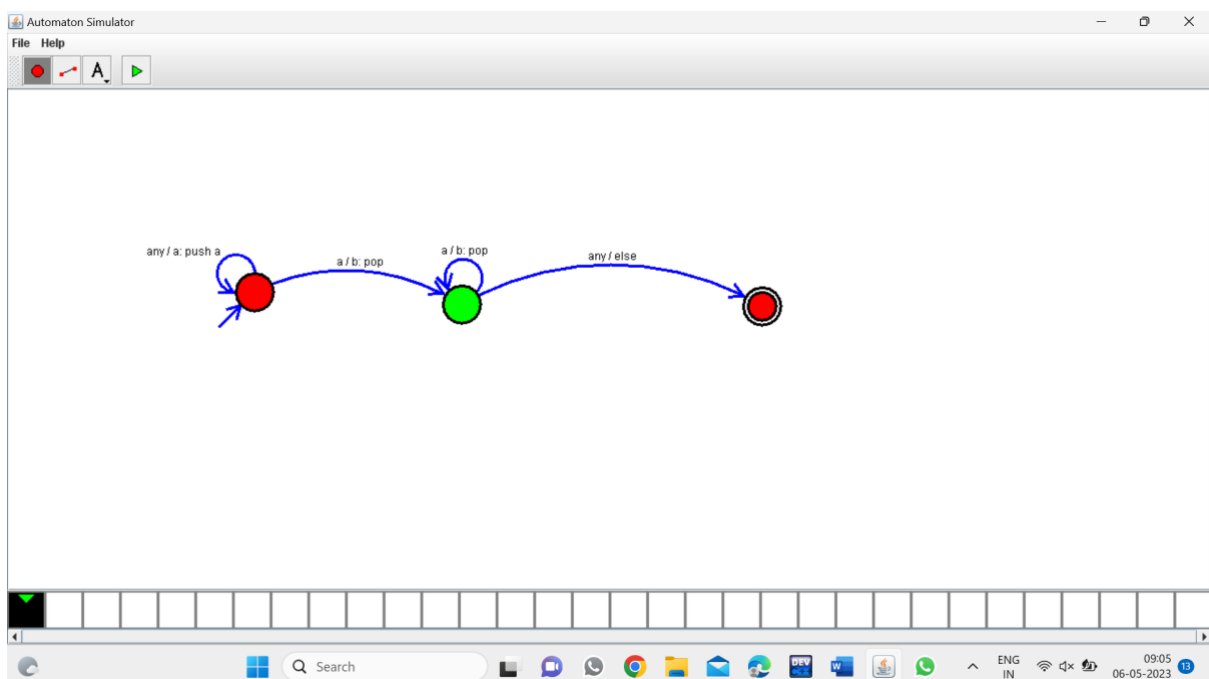 Automaton Simulator
File Help
A
any / a: push a
a / b: pop
a / b: pop
any / else
Search
DEV
W
ENG
IN
09:05
06-05-2023
13